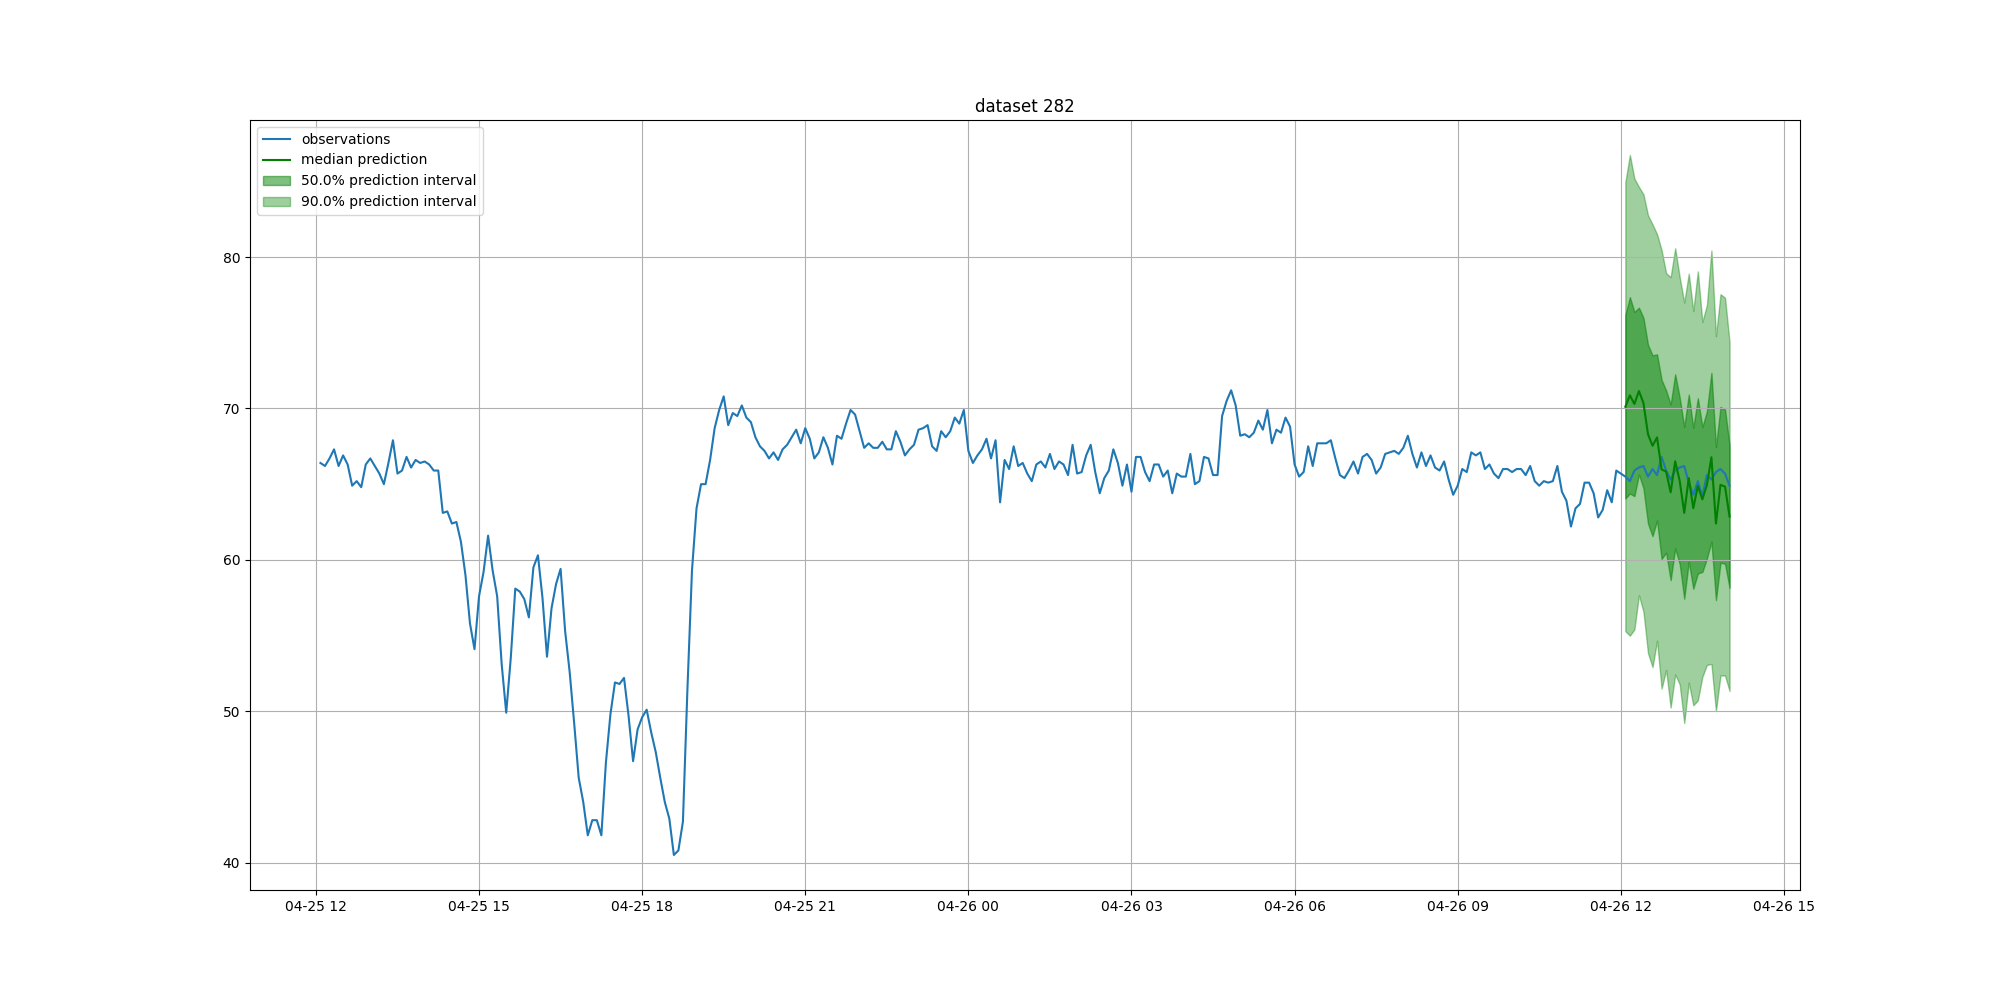 dataset 282
observations
median prediction
50.0% prediction interval
90.0% prediction interval
80
70
60
50
40
04-25 12 04-25 15 04-25 18 04-25 21 04-26 00 04-26 03 04-26 06 04-26 09 04-26 12 04-26 15